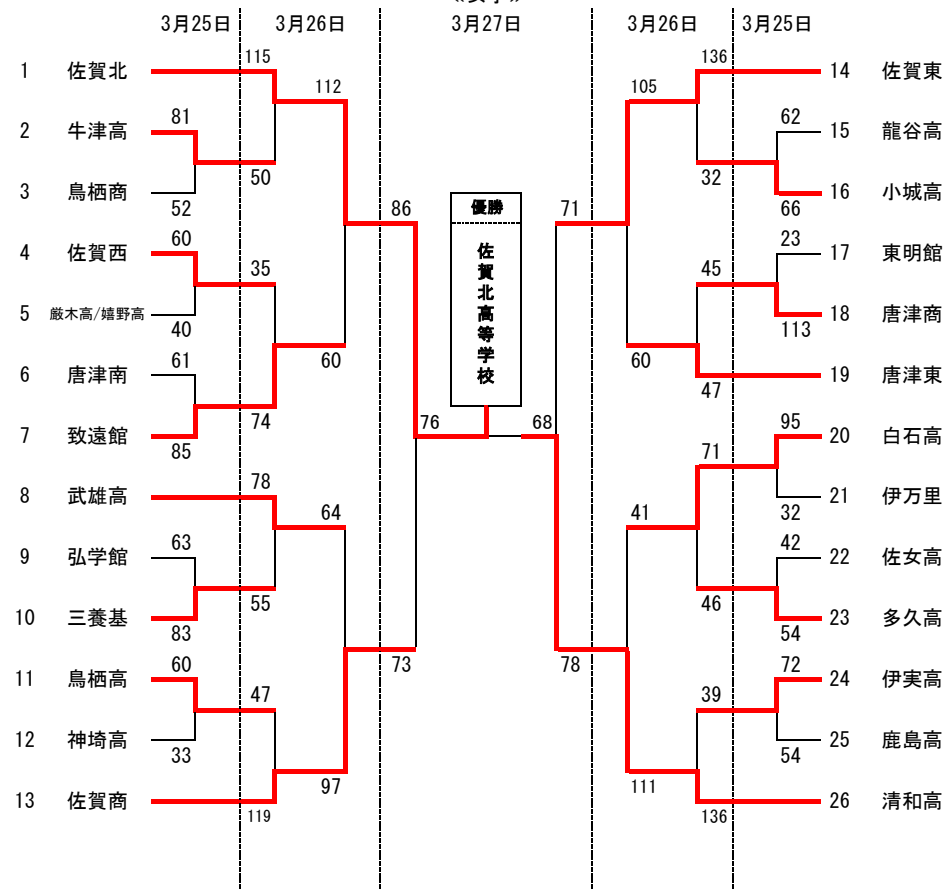 3月25日 3月26日 3月27日 3月26日 3月25日
115 136
1 佐賀北 112 105 14 佐賀東
81 62
2 牛津高 15 龍谷高
50 32
3 鳥栖商 16 小城高
52 86 優勝 71 66
60 23
4 佐賀西 35 45 17 東明館
佐賀北高等学校
5 厳木高/嬉野高 18 唐津商
40 113
61 60 60
6 唐津南 19 唐津東
74 47
76 68 95
7 致遠館 20 白石高
85 71
78
8 武雄高 64 41 21 伊万里
32
63 42
9 弘学館 22 佐女高
55 46
10 三養基 23 多久高
83 54
60 73 78 72
11 鳥栖高 47 39 24 伊実高
12 神埼高 25 鹿島高
33 54
97 111
13 佐賀商 26 清和高
119 136